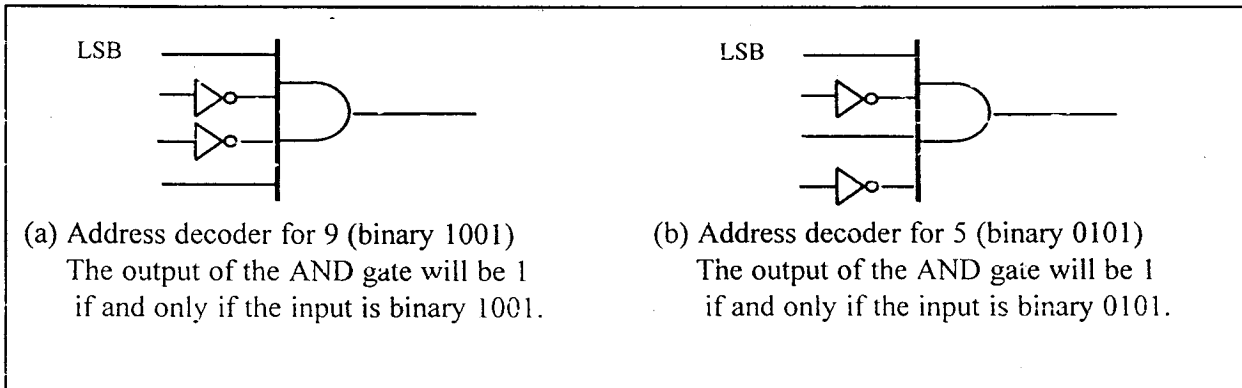 LSB
LSB
(a) Address decoder for 9 (binary 1001)
The output of the AND gate will be 1
if and only if the input is binary 1001.
(b) Address decoder for 5 (binary 0101)
The output of the AND gate will be 1
if and only if the input is binary 0101.